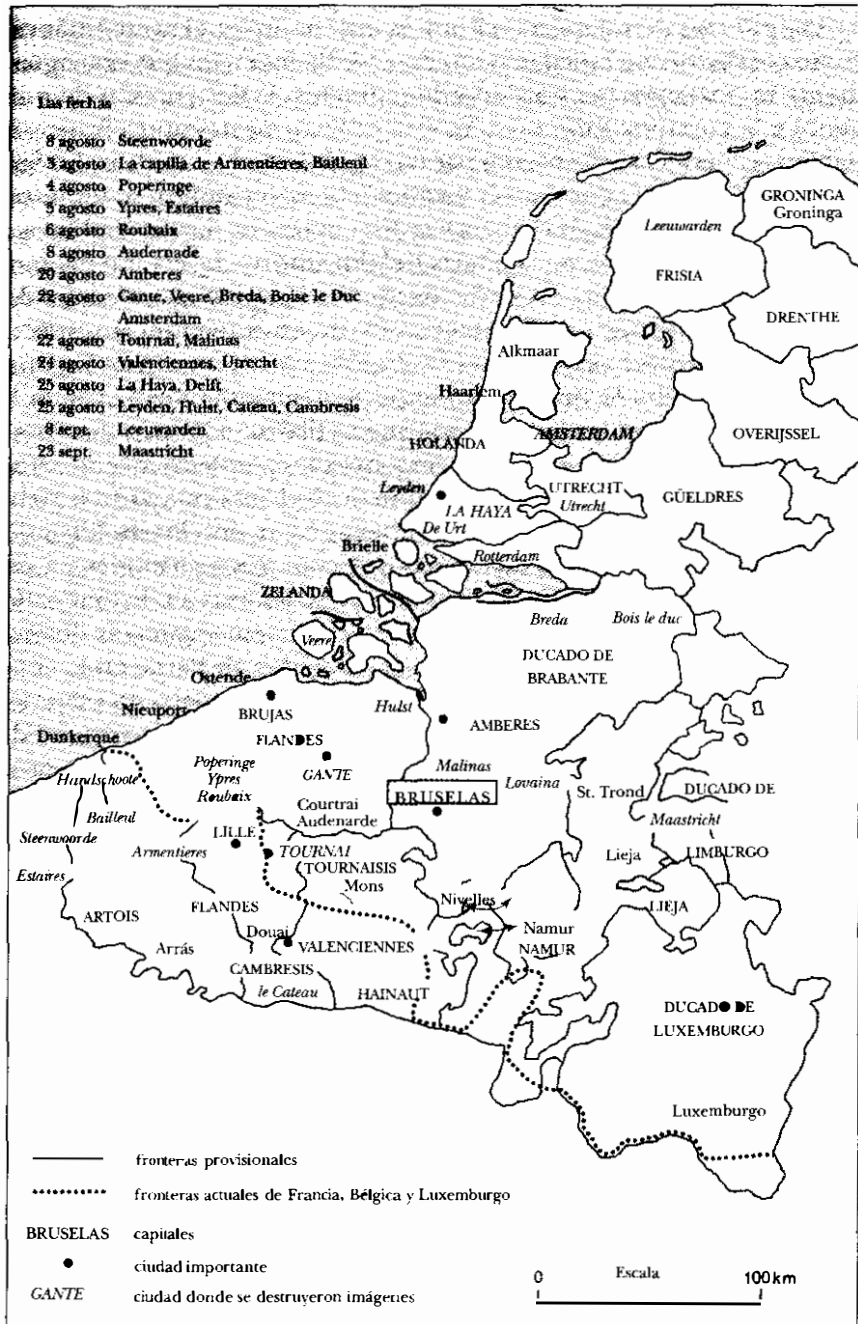 Las fechas
8 agosto Steenwoorde
3 agosto La capilla de Armentieres, Bailleul
4 agosto Poperinge
5 agosto Ypres, Estaires
6 agosto Roubaix
8 agosto Audernade
20 agosto Amberes
22 agosto Gante, Veere, Breda, Boise le Duc
Amsterdam
22 agosto Tournai, Malinas
24 agosto Valenciennes, Utrecht
25 agosto La Haya, Delft
25 agosto Leyden, Hulst, Cateau, Cambresis
8 sept. Leeuwarden
23 sept. Maastricht
GRONINGA
Groninga
Leeuwarden
FRISIA
DRENTHE
Alkmaar
Haarlem
HOLANDA
AMSTERDAM
OVERIJSSEL
Leyden
LA HAYA
UTRECHT
Utrecht
GÜELDRES
De Urt
Brielle
Rotterdam
ZELANDA
Veere
Breda
Bois le duc
DUCADO DE
BRABANTE
Ostende
Nieuport
Dunkerque
BRUJAS
Hulst
AMBERES
FLANDES
GANTE
Malinas
Lovaina
BRUSELAS
Poperinge
Ypres
Roubaix
Courtrai
Audenarde
Handschoote
Bailleul
Steenwoorde
Estaires
Armentieres
LILLE
TOURNAI
TOURNAISIS
Mons
St. Trond
DUCADO DE
Maastricht
LIMBURGO
Lieja
LIEJA
Nivelles
Namur
NAMUR
ARTOIS
FLANDES
Arrás
Douai
VALENCIENNES
CAMBRESIS
le Cateau
HAINAUT
DUCADO DE
LUXEMBURGO
Luxemburgo
fronteras provisionales
fronteras actuales de Francia, Bélgica y Luxemburgo
BRUSELAS capitales
ciudad importante
GANTE ciudad donde se destruyeron imágenes
0 Escala 100km